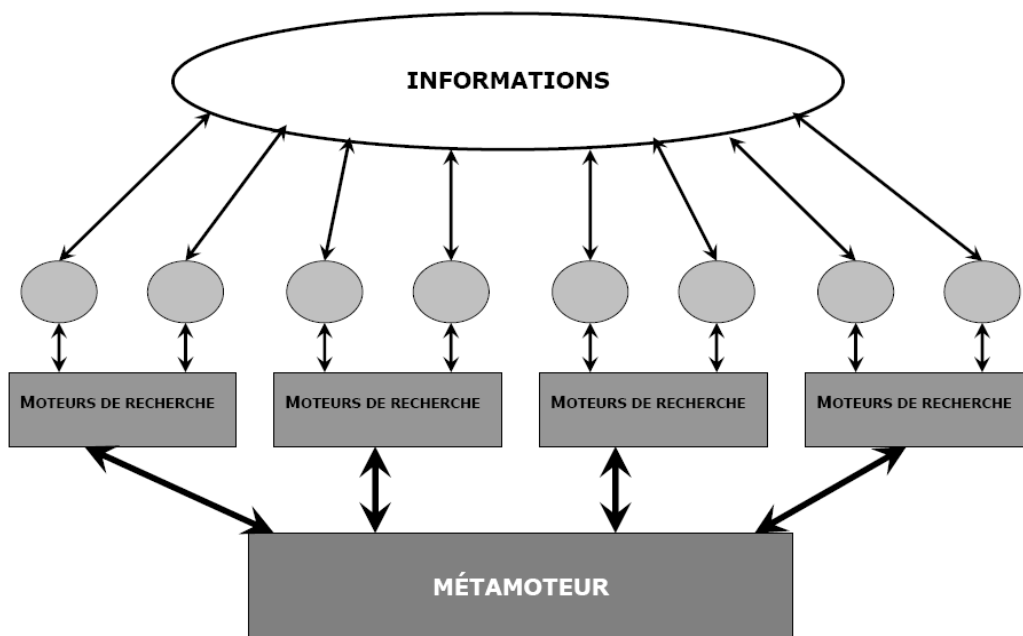 INFORMATIONS
MOTEURS DE RECHERCHE
MOTEURS DE RECHERCHE
MOTEURS DE RECHERCHE
MOTEURS DE RECHERCHE
MÉTAMOTEUR